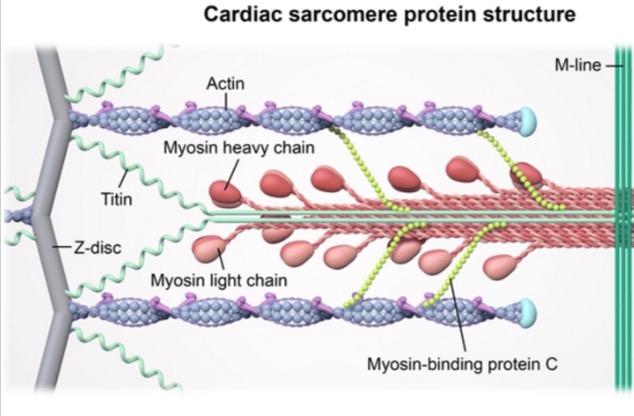 Cardiac sarcomere protein structure
M-line
Actin
Myosin heavy chain
Titin
Z-disc
Myosin light chain
Myosin-binding protein C